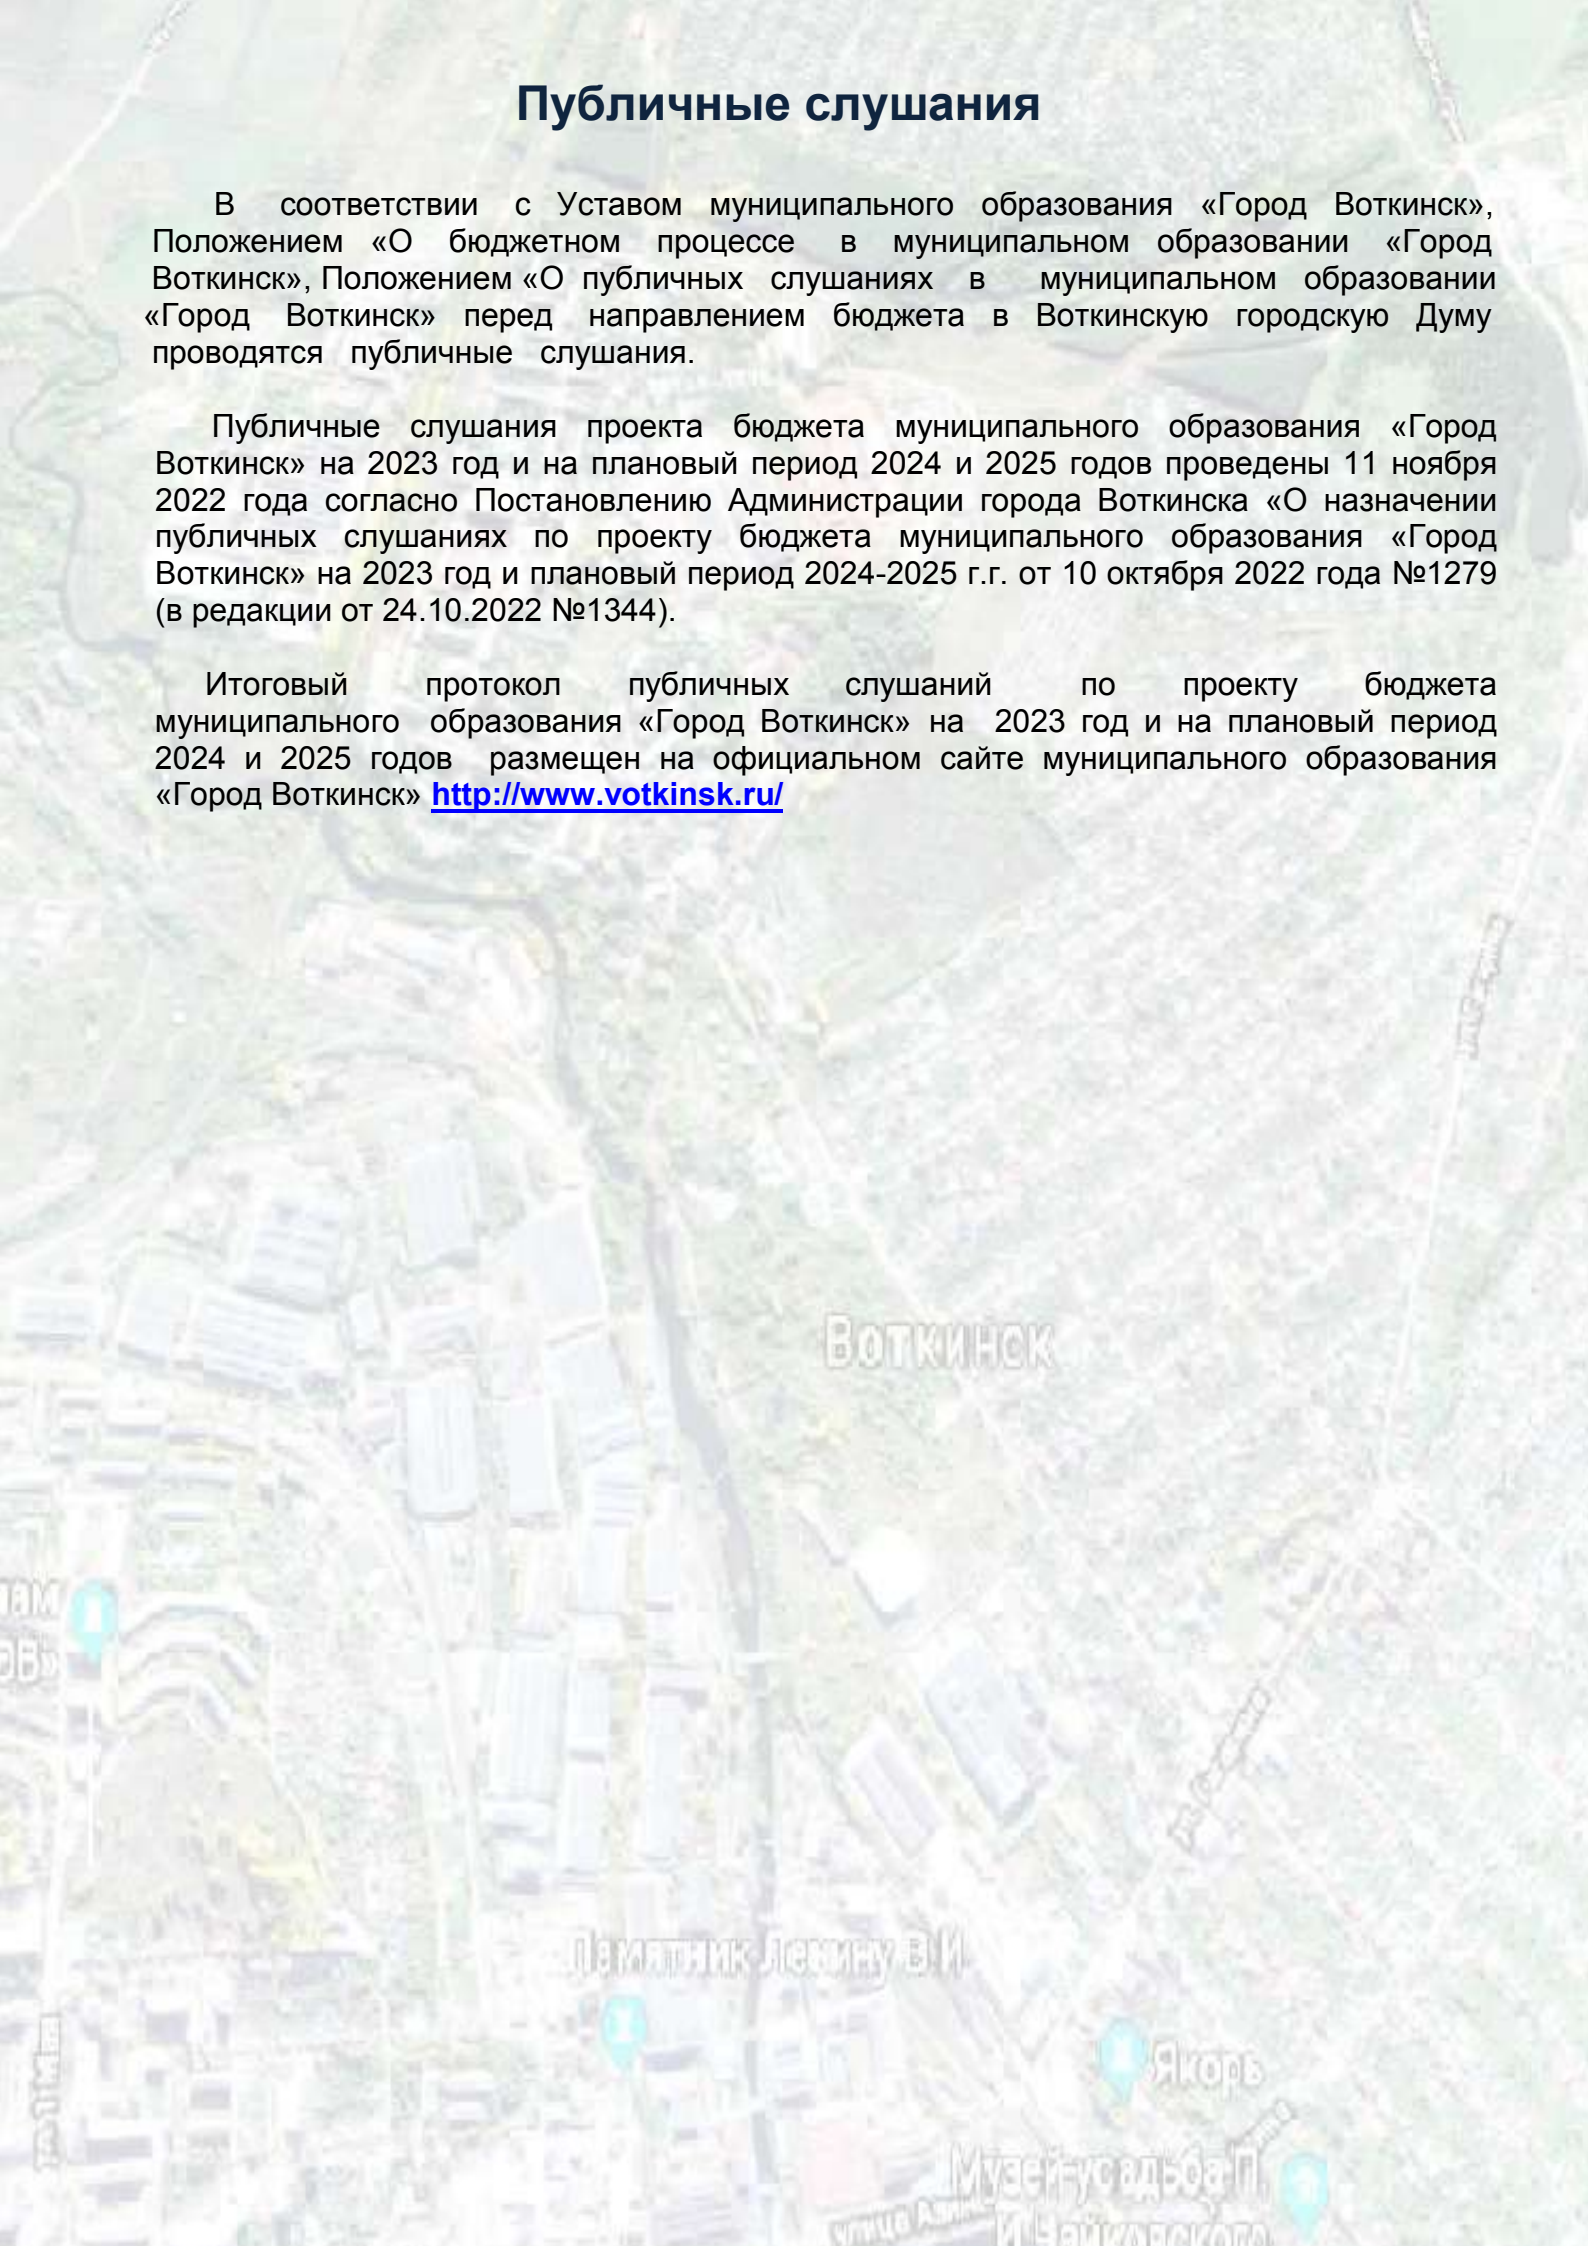 Публичные слушания
В соответствии с Уставом муниципального образования «Город Воткинск»,
Положением «О бюджетном процессе в муниципальном образовании «Город
Воткинск», Положением «О публичных слушаниях в муниципальном образовании
«Город Воткинск» перед направлением бюджета в Воткинскую городскую Думу
проводятся публичные слушания.
Публичные слушания проекта бюджета муниципального образования «Город
Воткинск» на 2023 год и на плановый период 2024 и 2025 годов проведены 11 ноября
2022 года согласно Постановлению Администрации города Воткинска «О назначении
публичных слушаниях по проекту бюджета муниципального образования «Город
Воткинск» на 2023 год и плановый период 2024-2025 г.г. от 10 октября 2022 года №1279
(в редакции от 24.10.2022 №1344).
Итоговый протокол публичных слушаний по проекту бюджета
муниципального образования «Город Воткинск» на 2023 год и на плановый период
2024 и 2025 годов размещен на официальном сайте муниципального образования
«Город Воткинск» http://www.votkinsk.ru/
Воткинск
Памятник Ленину В.И.
Якорь
Музей-усадьба П.
И.Чайковского